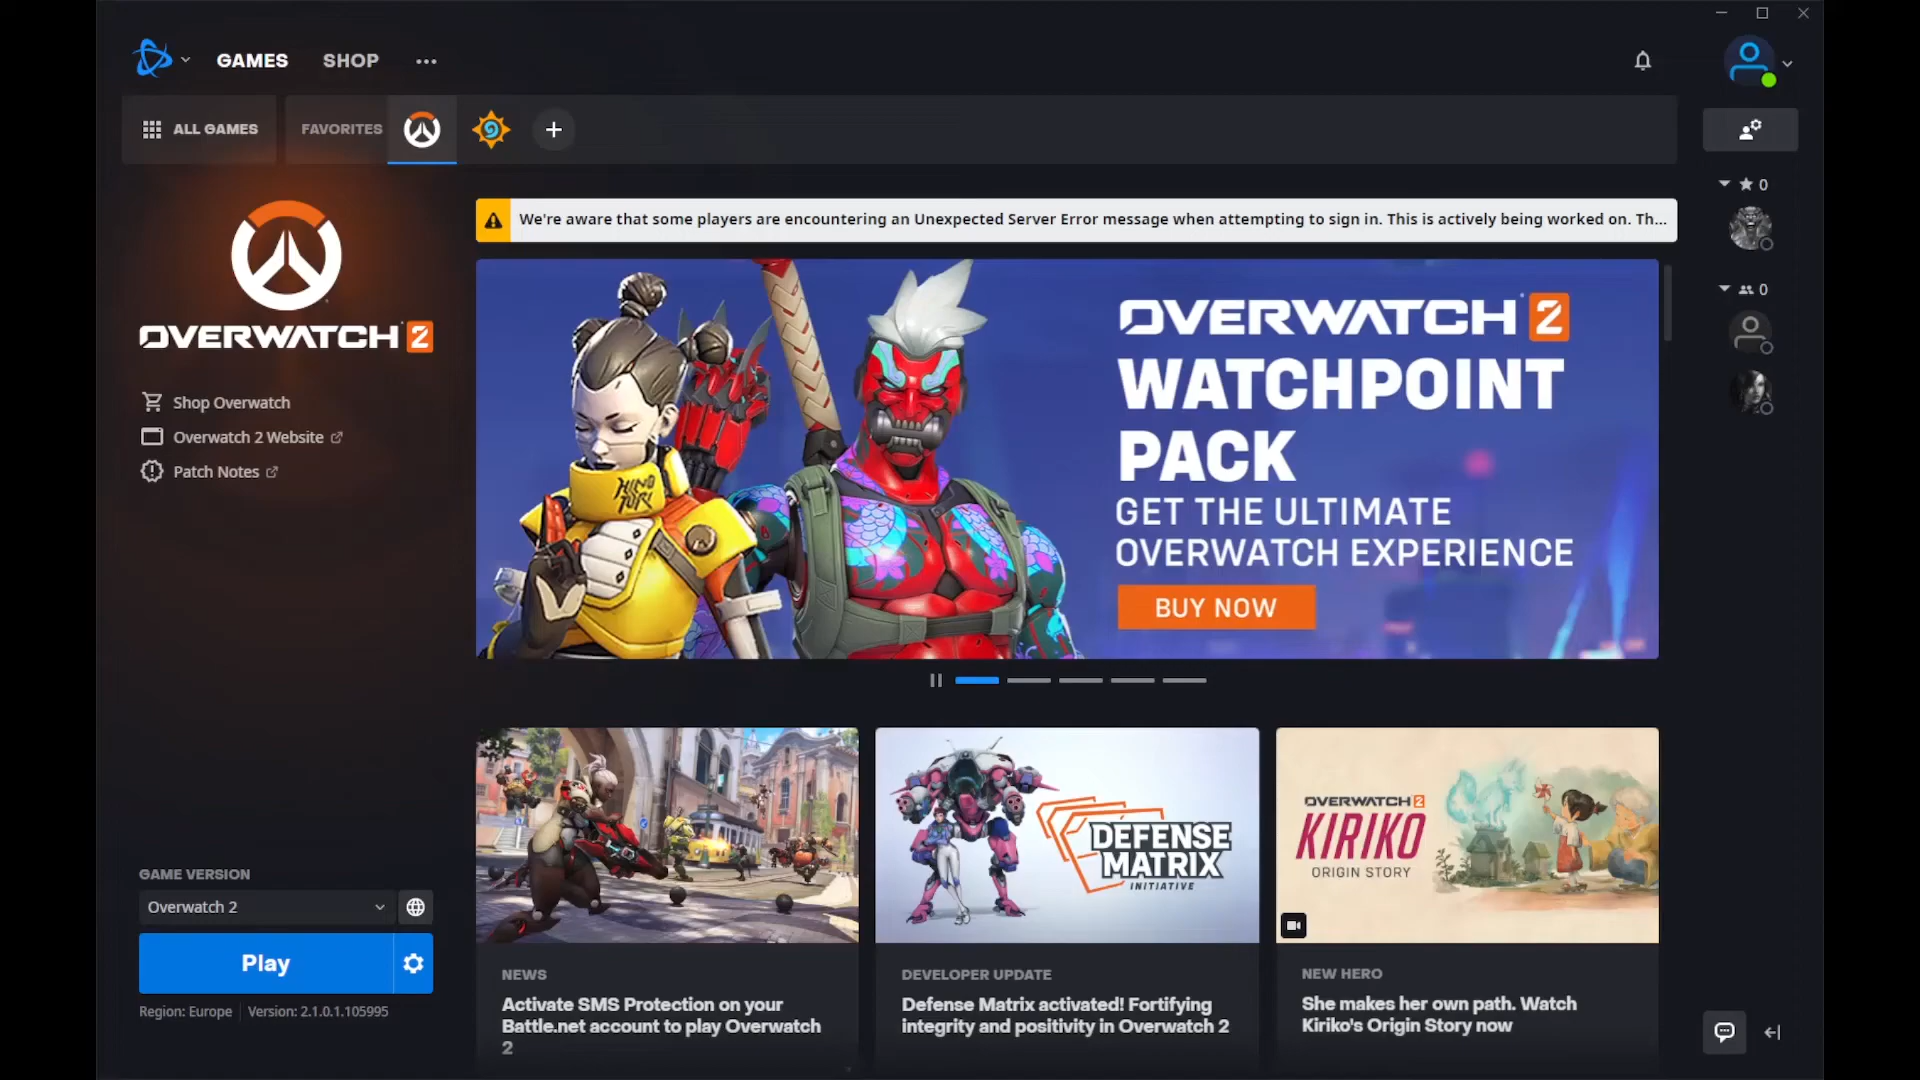 GAMES
SHOP
ALL GAMES
FAVORITES
We're aware that some players are encountering an Unexpected Server Error message when attempting to sign in. This is actively being worked on. Th...
0
0
OVERWATCH 2
Shop Overwatch
Overwatch 2 Website
Patch Notes
HINO
TORI
OVERWATCH 2
WATCHPOINT
PACK
GET THE ULTIMATE
OVERWATCH EXPERIENCE
BUY NOW
DEFENSE
MATRIX
INITIATIVE
OVERWATCH 2
KIRIKO
ORIGIN STORY
GAME VERSION
Overwatch 2
Play
Region: Europe
Version: 2.1.0.1.105995
NEWS
Activate SMS Protection on your
Battle.net account to play Overwatch
2
DEVELOPER UPDATE
Defense Matrix activated! Fortifying
integrity and positivity in Overwatch 2
NEW HERO
She makes her own path. Watch
Kiriko's Origin Story now